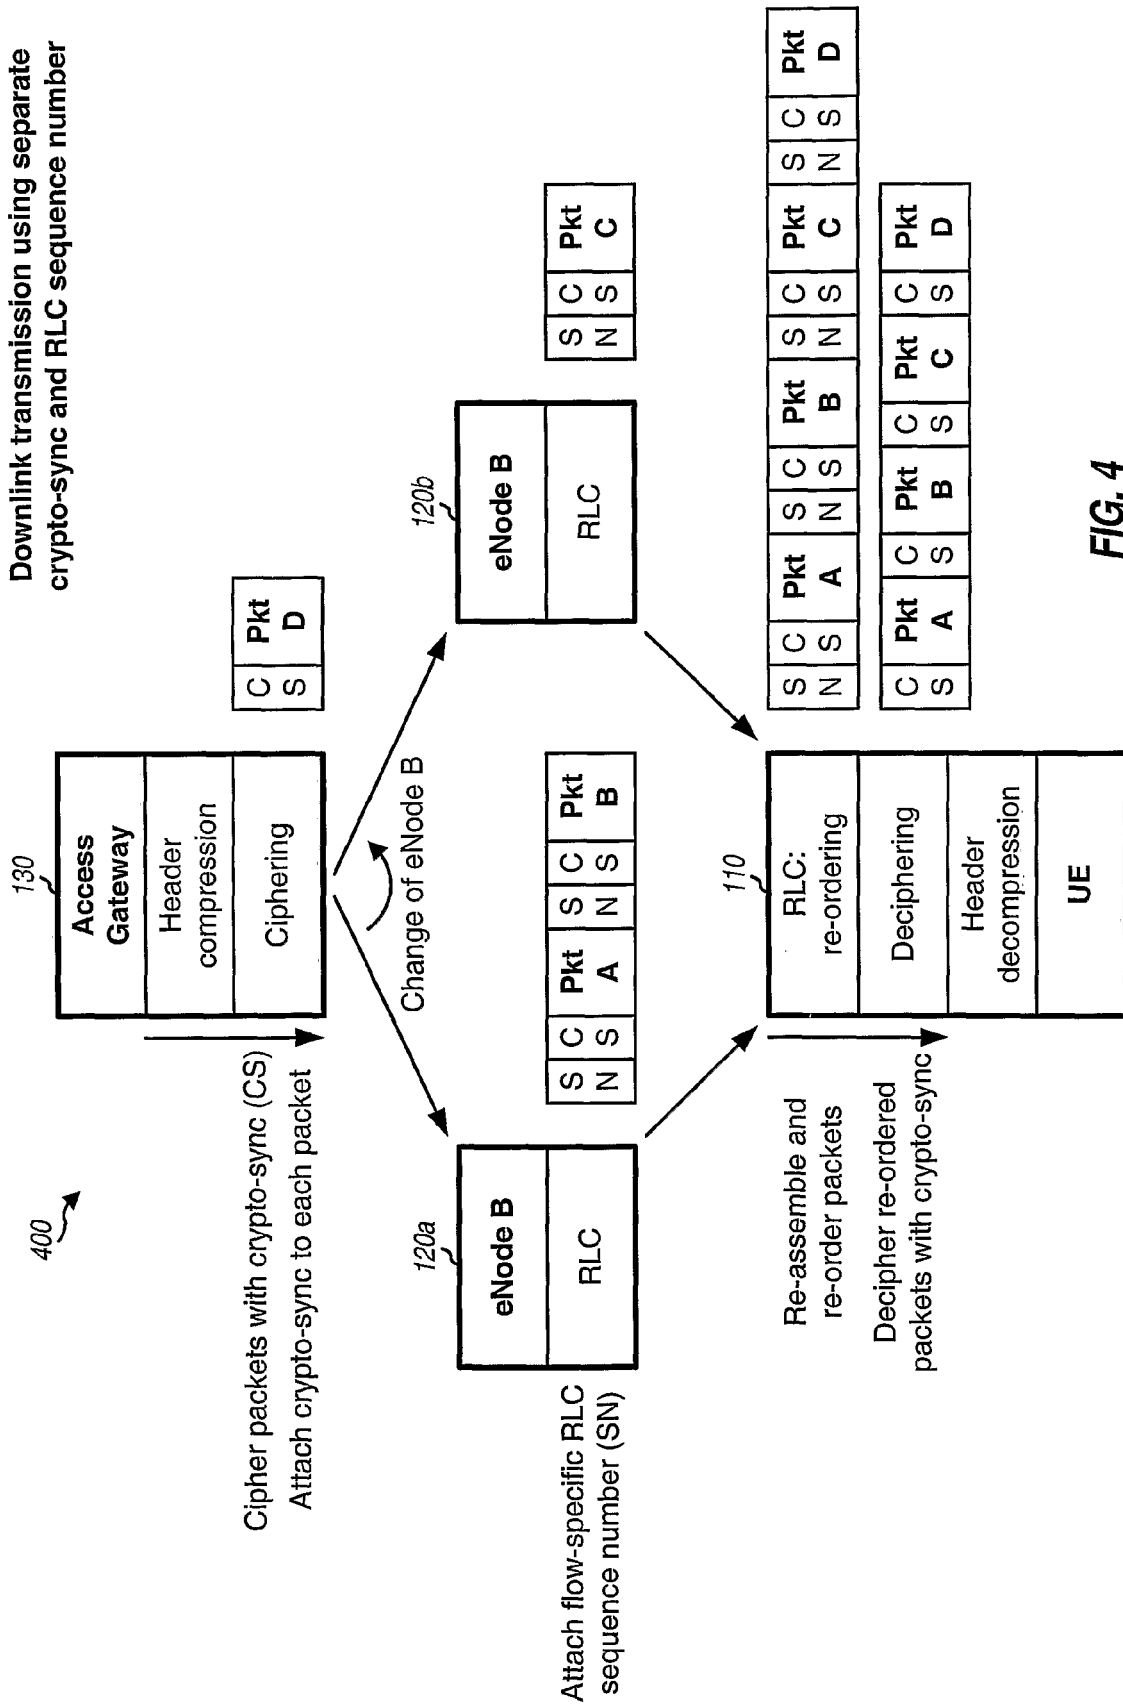 Downlink transmission using separate
crypto-sync and RLC sequence number
400
130
Access
Gateway
Header
compression
Ciphering
Cipher packets with crypto-sync (CS)
Attach crypto-sync to each packet
C S Pkt D
Change of eNode B
120a
eNode B
RLC
Attach flow-specific RLC
sequence number (SN)
S N C S Pkt A S N C S Pkt B
120b
eNode B
RLC
S N C S Pkt C
110
RLC:
re-ordering
Deciphering
Header
decompression
UE
Re-assemble and
re-order packets
Decipher re-ordered
packets with crypto-sync
S N C S Pkt A S N C S Pkt B S N C S Pkt C S N C S Pkt D
C S Pkt A C S Pkt B C S Pkt C C S Pkt D
FIG. 4